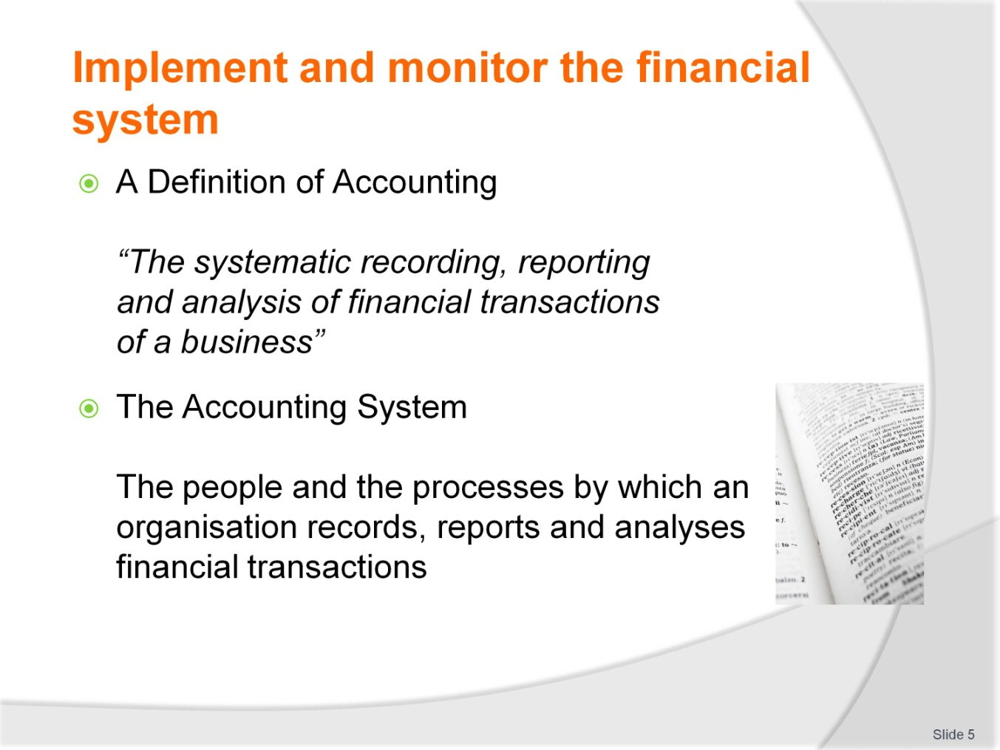 Implement and monitor the financial
system
A Definition of Accounting
“The systematic recording, reporting
and analysis of financial transactions
of a business”
The Accounting System
The people and the processes by which an
organisation records, reports and analyses
financial transactions
Slide 5